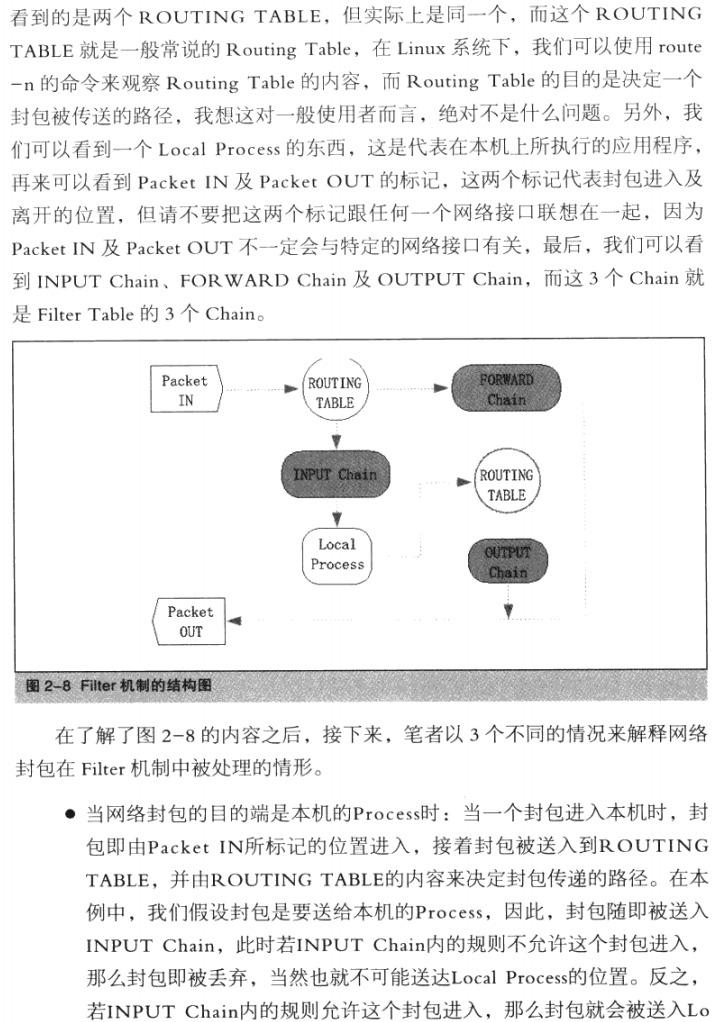 看到的是两个 ROUTING TABLE，但实际上是同一个，而这个 ROUTING
TABLE 就是一般常说的 Routing Table，在 Linux 系统下，我们可以使用 route
-n 的命令来观察 Routing Table 的内容，而 Routing Table 的目的是决定一个
封包被传送的路径，我想这对一般使用者而言，绝对不是什么问题。另外，我
们可以看到一个 Local Process 的东西，这是代表在本机上所执行的应用程序，
再来可以看到 Packet IN 及 Packet OUT 的标记，这两个标记代表封包进入及
离开的位置，但请不要把这两个标记跟任何一个网络接口联想在一起，因为
Packet IN 及 Packet OUT 不一定会与特定的网络接口有关，最后，我们可以看
到 INPUT Chain、FORWARD Chain 及 OUTPUT Chain，而这 3 个 Chain 就
是 Filter Table 的 3 个 Chain。
Packet
IN
ROUTING
TABLE
FORWARD
Chain
INPUT Chain
ROUTING
TABLE
Local
Process
OUTPUT
Chain
Packet
OUT
图 2-8 Filter 机制的结构图
在了解了图 2-8 的内容之后，接下来，笔者以 3 个不同的情况来解释网络
封包在 Filter 机制中被处理的情形。
● 当网络封包的目的端是本机的Process时：当一个封包进入本机时，封
包即由Packet IN所标记的位置进入，接着封包被送入到ROUTING
TABLE，并由ROUTING TABLE的内容来决定封包传递的路径。在本
例中，我们假设封包是要送给本机的Process，因此，封包随即被送入
INPUT Chain，此时若INPUT Chain内的规则不允许这个封包进入，
那么封包即被丢弃，当然也就不可能送达Local Process的位置。反之，
若INPUT Chain内的规则允许这个封包进入，那么封包就会被送入Lo